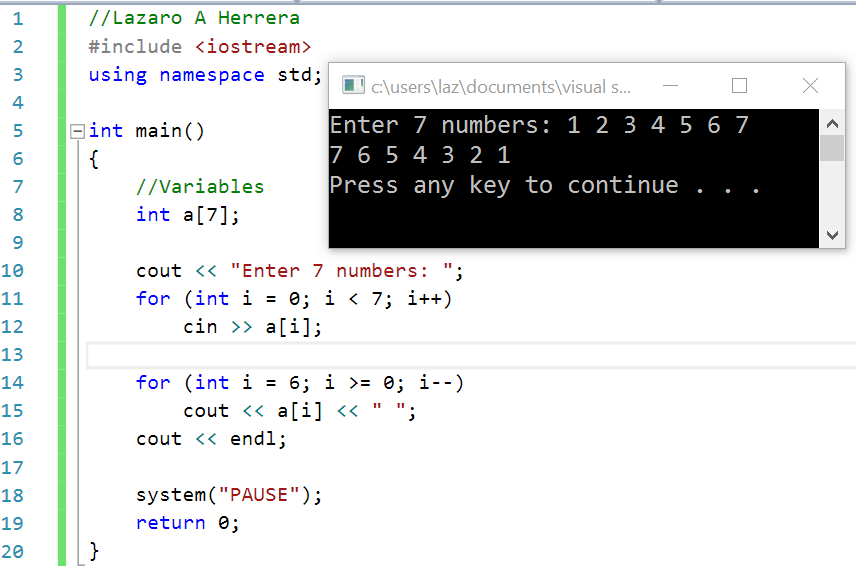 1 //Lazaro A Herrera
2 #include <iostream>
3 using namespace std;
4
5 int main()
6 {
7 //Variables
8 int a[7];
9
10 cout << "Enter 7 numbers: ";
11 for (int i = 0; i < 7; i++)
12 cin >> a[i];
13
14 for (int i = 6; i >= 0; i--)
15 cout << a[i] << " ";
16 cout << endl;
17
18 system("PAUSE");
19 return 0;
20 }
c:\users\laz\documents\visual s...
Enter 7 numbers: 1 2 3 4 5 6 7
7 6 5 4 3 2 1
Press any key to continue . . .